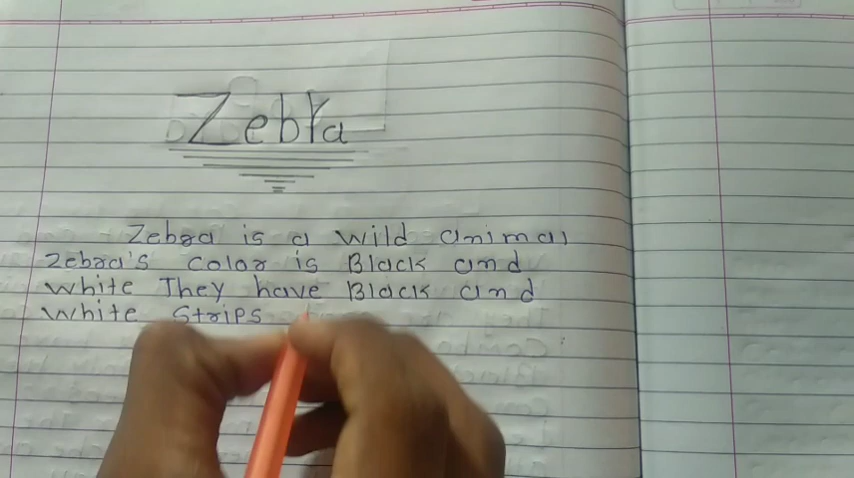 Zebra
Zebra is a wild animal
zebra's color is Black and
white They have Black and
white Strips